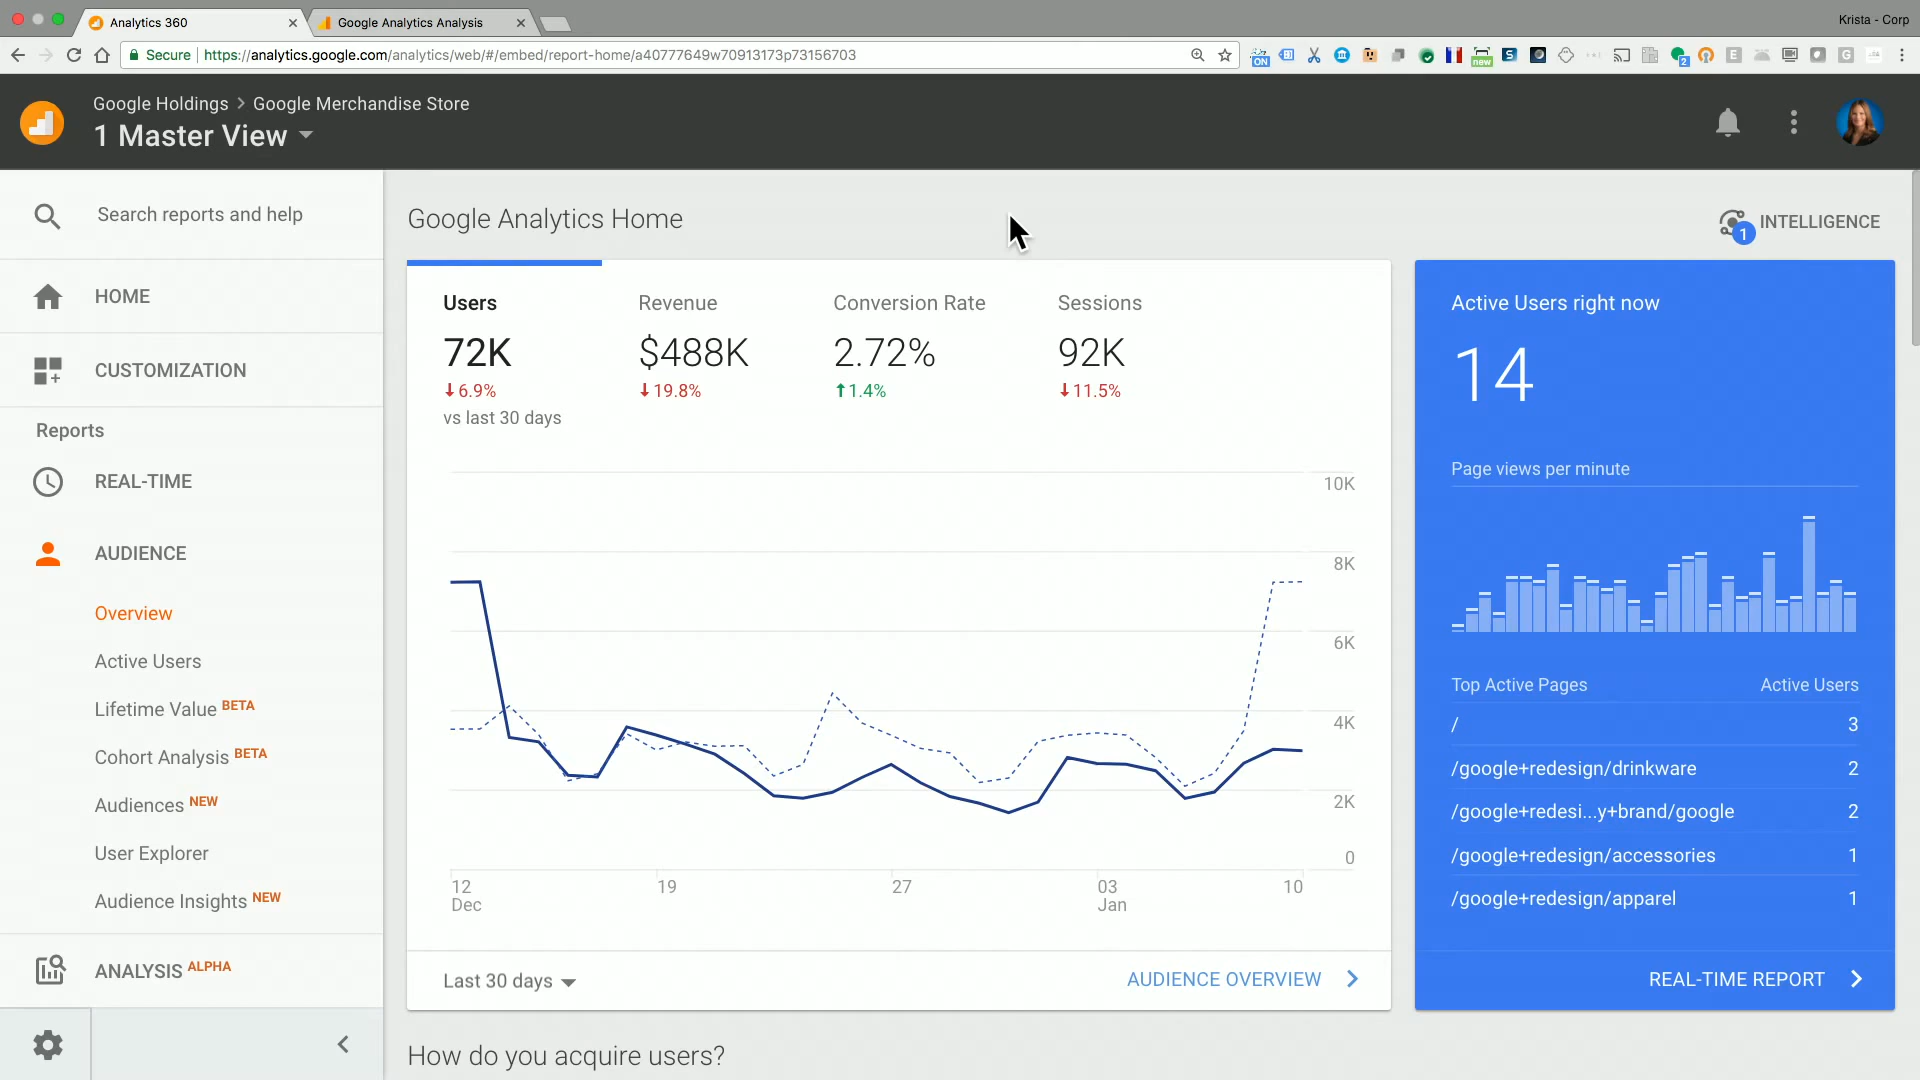 Analytics 360
Google Analytics Analysis
Krista - Corp
Secure
https://analytics.google.com/analytics/web/#/embed/report-home/a40777649w70913173p73156703
ON
new
S
2
E
G
Google Holdings > Google Merchandise Store
1 Master View
Search reports and help
HOME
CUSTOMIZATION
Reports
REAL-TIME
AUDIENCE
Overview
Active Users
Lifetime Value BETA
Cohort Analysis BETA
Audiences NEW
User Explorer
Audience Insights NEW
ANALYSIS ALPHA
Google Analytics Home
1 INTELLIGENCE
Users
72K
6.9%
vs last 30 days
Revenue
$488K
19.8%
Conversion Rate
2.72%
1.4%
Sessions
92K
11.5%
10K
8K
6K
4K
2K
0
12 19 27 03 10
Dec Jan
Last 30 days
AUDIENCE OVERVIEW
Active Users right now
14
Page views per minute
Top Active Pages Active Users
/ 3
/google+redesign/drinkware 2
/google+redesi...y+brand/google 2
/google+redesign/accessories 1
/google+redesign/apparel 1
REAL-TIME REPORT
How do you acquire users?